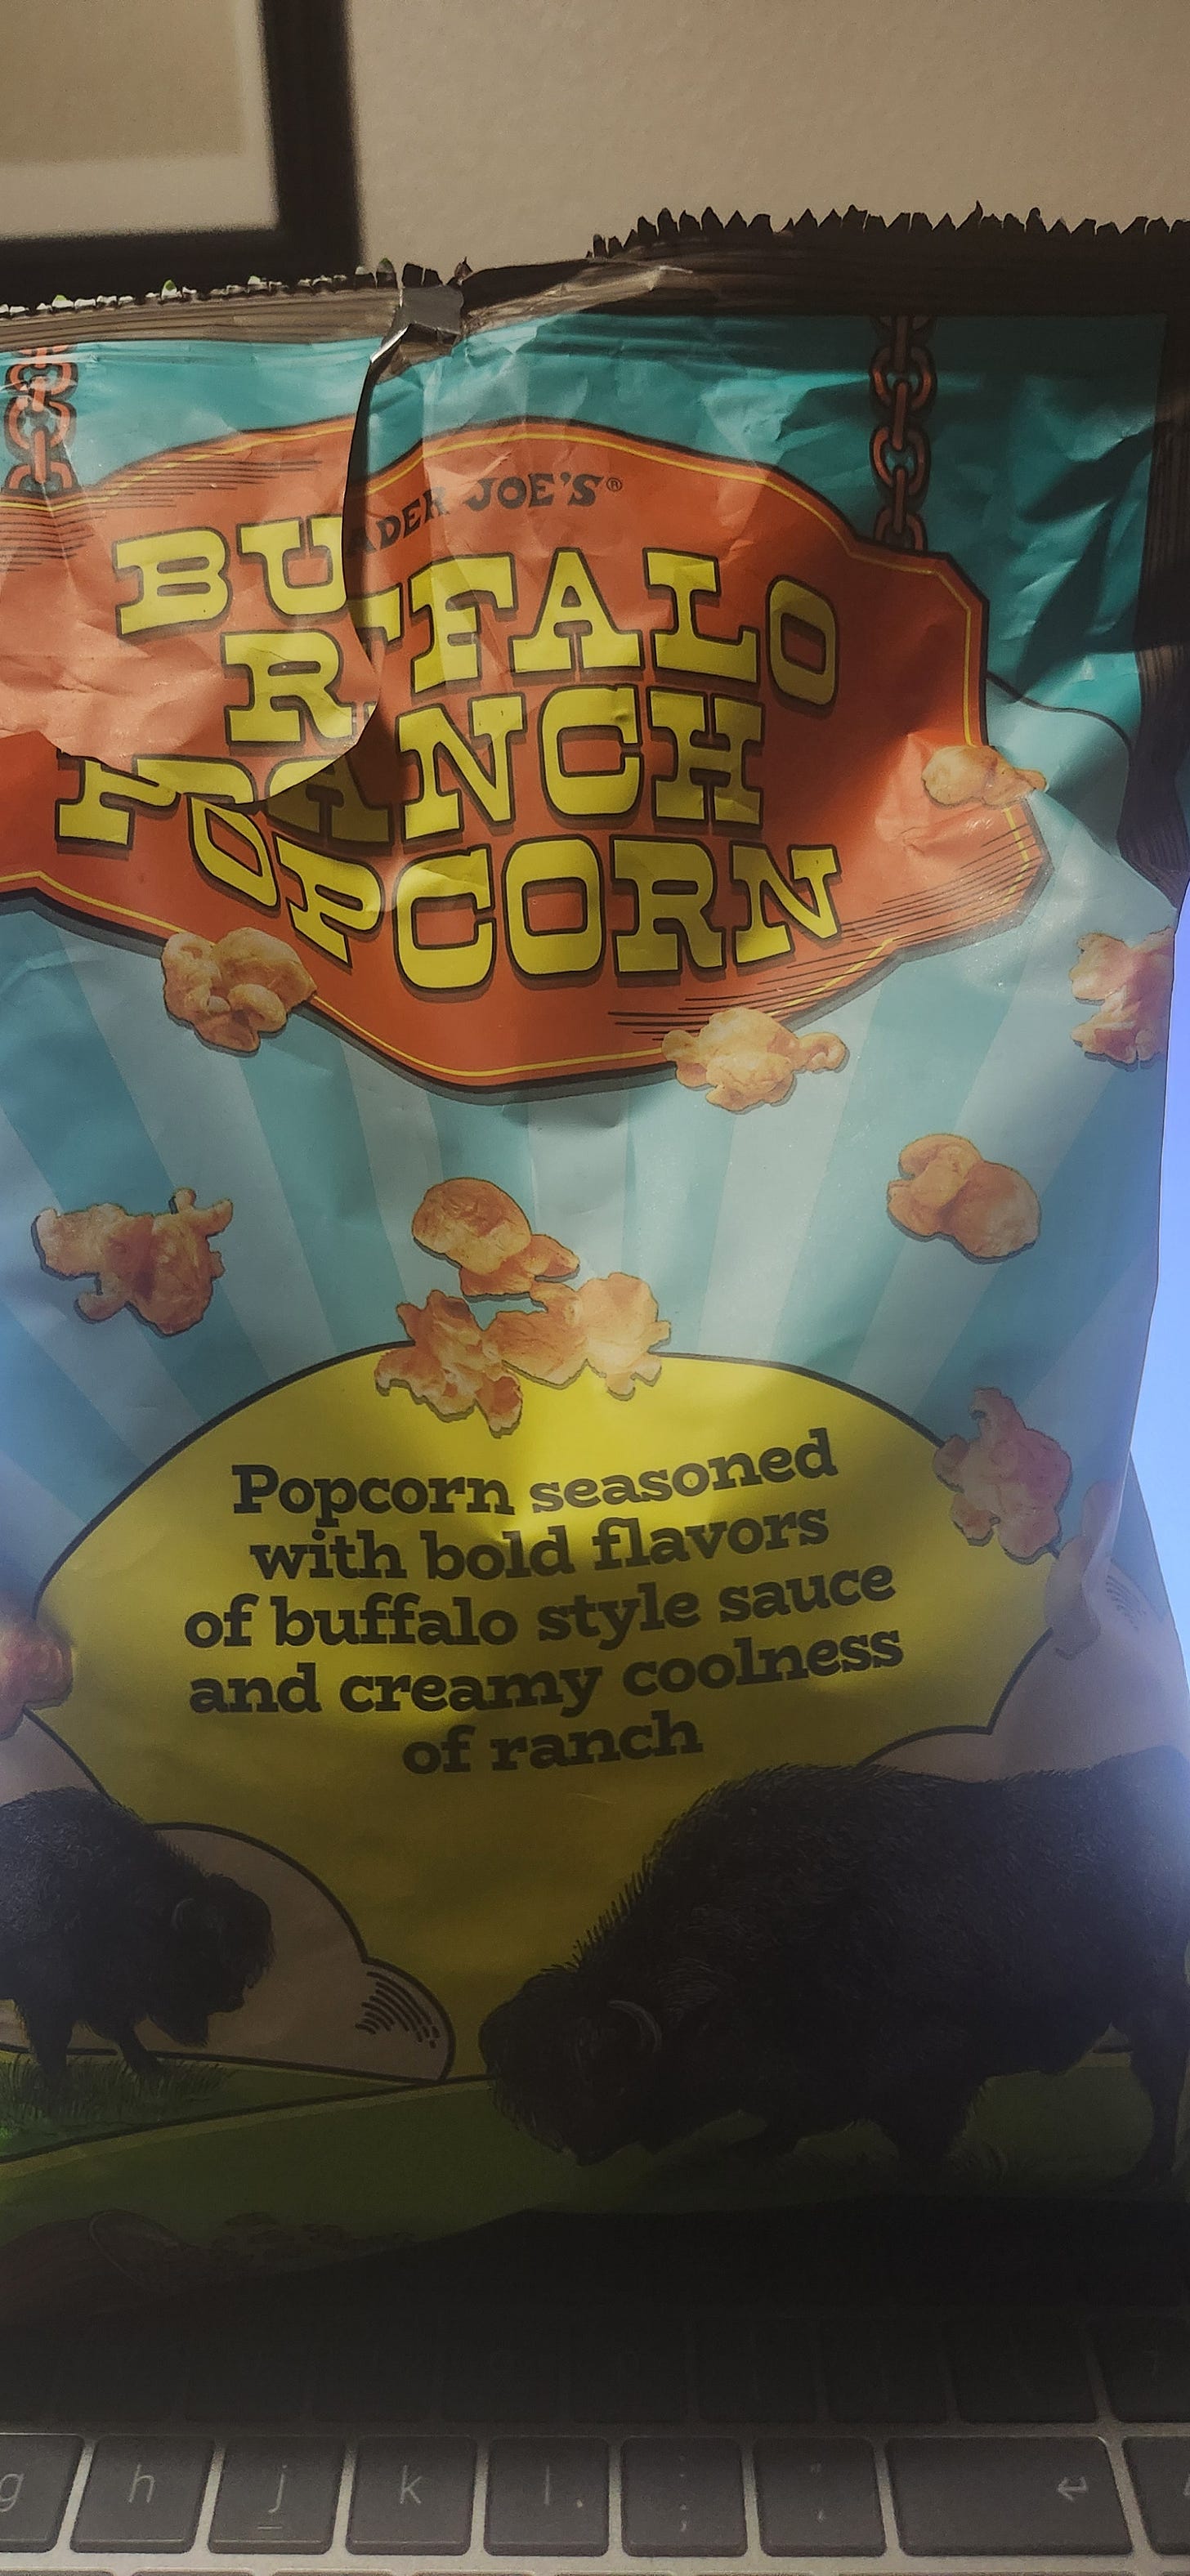 ADER JOE'S®
BUFFALO
RANCH
POPCORN
Popcorn seasoned
with bold flavors
of buffalo style sauce
and creamy coolness
of ranch
g h j k l : ; " '